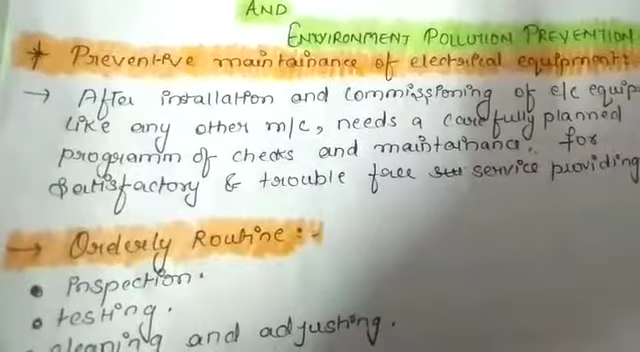 AND
ENVIRONMENT POLLUTION PREVENTION
* Preventive maintainance of electrical equipment:
→ After installation and commissioning of e/c equip
Like any other m/c, needs a carefully planned
programm of checks and maintainance. for
Satisfactory & trouble free service providing
→ Orderly Routine :-
• Inspection.
• testing.
• cleaning and adjusting.